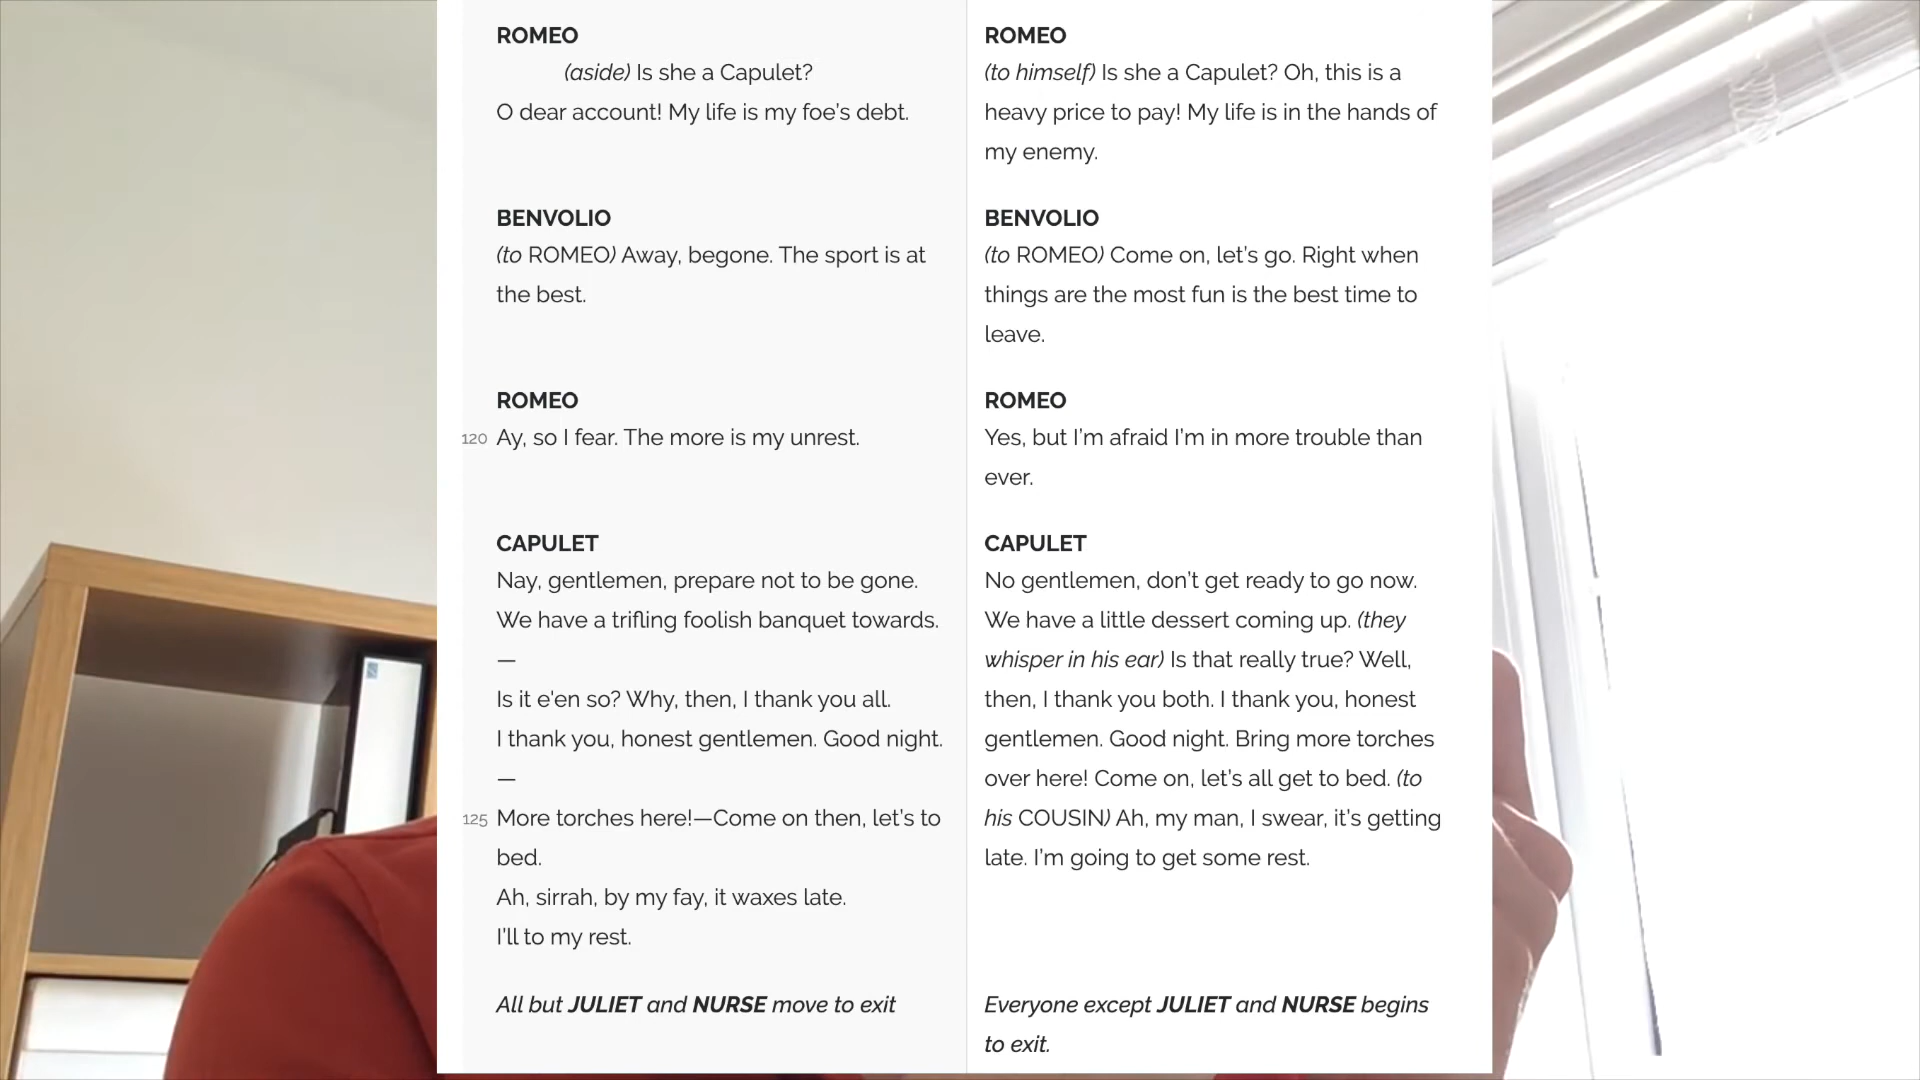 ROMEO
(aside) Is she a Capulet?
O dear account! My life is my foe's debt.
BENVOLIO
(to ROMEO) Away, begone. The sport is at
the best.
ROMEO
120 Ay, so I fear. The more is my unrest.
CAPULET
Nay, gentlemen, prepare not to be gone.
We have a trifling foolish banquet towards.
—
Is it e'en so? Why, then, I thank you all.
I thank you, honest gentlemen. Good night.
—
125 More torches here!—Come on then, let's to
bed.
Ah, sirrah, by my fay, it waxes late.
I'll to my rest.
All but JULIET and NURSE move to exit
ROMEO
(to himself) Is she a Capulet? Oh, this is a
heavy price to pay! My life is in the hands of
my enemy.
BENVOLIO
(to ROMEO) Come on, let's go. Right when
things are the most fun is the best time to
leave.
ROMEO
Yes, but I'm afraid I'm in more trouble than
ever.
CAPULET
No gentlemen, don't get ready to go now.
We have a little dessert coming up. (they
whisper in his ear) Is that really true? Well,
then, I thank you both. I thank you, honest
gentlemen. Good night. Bring more torches
over here! Come on, let's all get to bed. (to
his COUSIN) Ah, my man, I swear, it's getting
late. I'm going to get some rest.
Everyone except JULIET and NURSE begins
to exit.